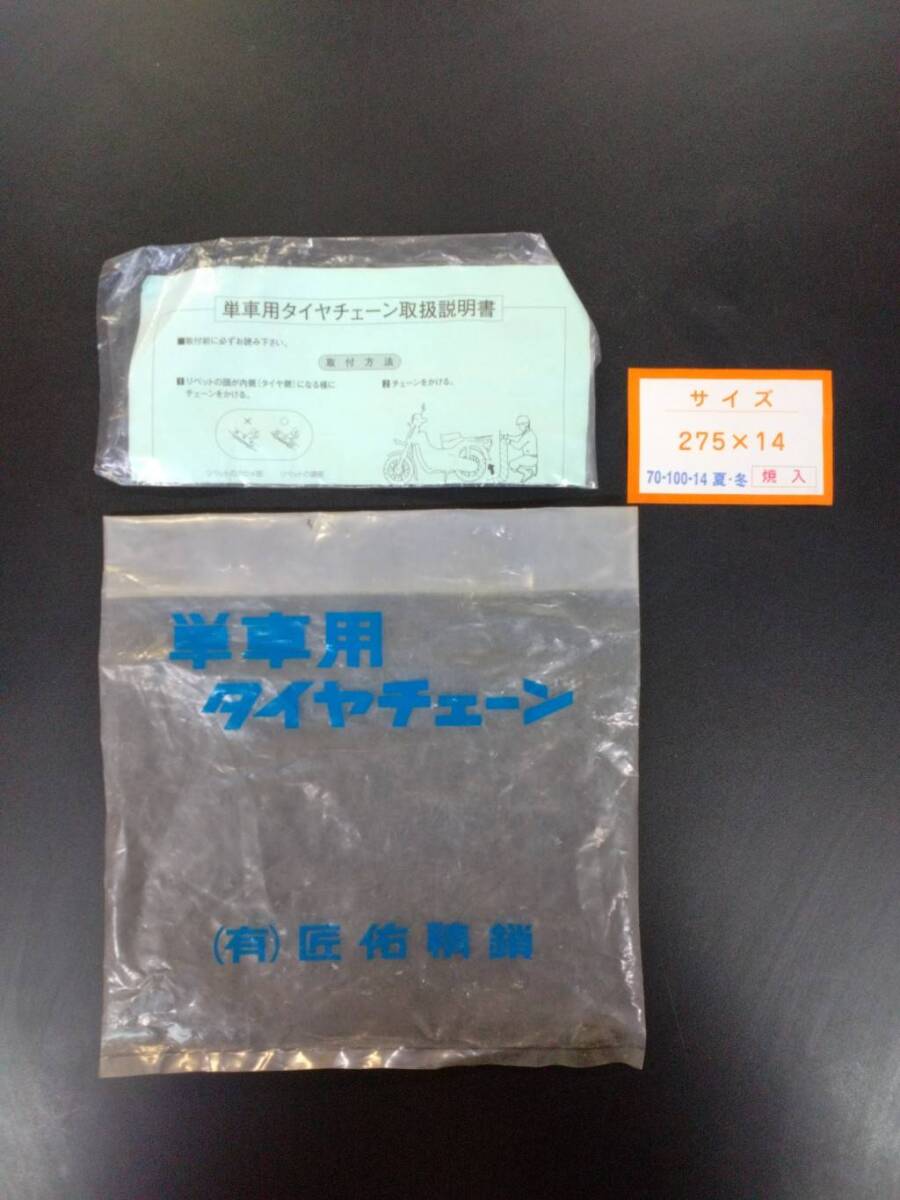 単車用タイヤチェーン取扱説明書
■取付前に必ずお読み下さい。
取付方法
1 リベットの頭が内側(タイヤ側)になる様に
チェーンをかける。
2 チェーンをかける。
サイズ
275×14
70-100-14 夏・冬 焼入
単車用
タイヤチェーン
(有)匠佑精鎖